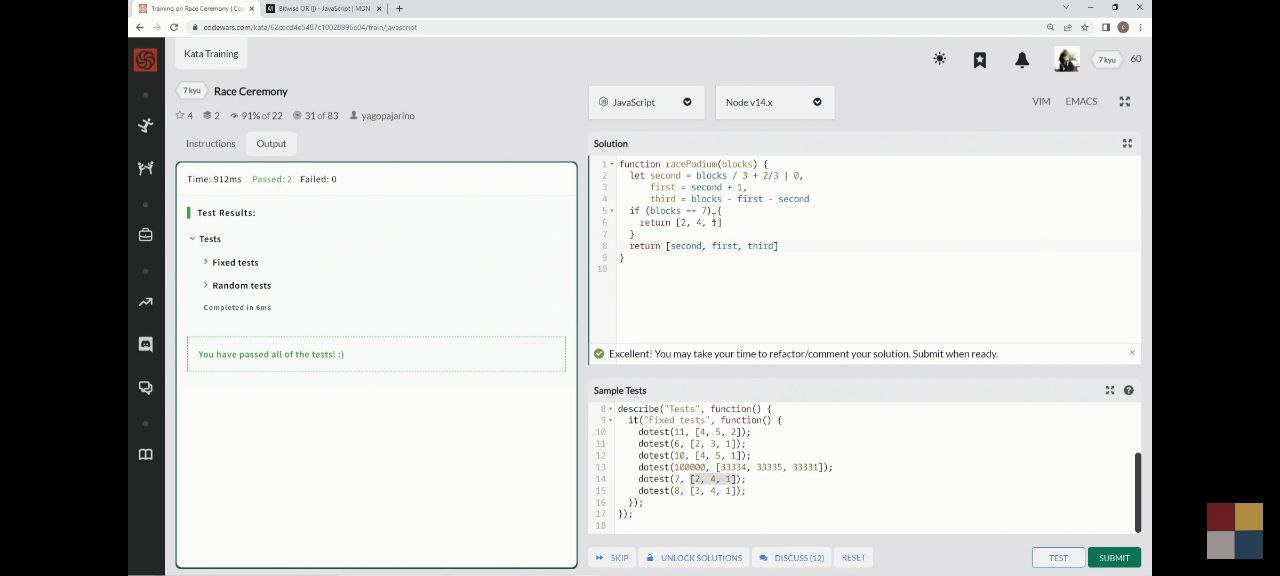 Training on Race Ceremony | C
Bitwise OR (|) - JavaScript | MDN
codewars.com/kata/62cecd4e5487c10028996e04/train/javascript
Kata Training
7 kyu 60
7 kyu Race Ceremony
4 2 91% of 22 31 of 83 yagopajarino
JavaScript
Node v14.x
VIM EMACS
Instructions Output
Time: 912ms Passed: 2 Failed: 0
Test Results:
Tests
Fixed tests
Random tests
Completed in 6ms
You have passed all of the tests! :)
Solution
1 function racePodium(blocks) {
2 let second = blocks / 3 + 2/3 | 0,
3 first = second + 1,
4 third = blocks - first - second
5 if (blocks == 7) {
6 return [2, 4, 1]
7 }
8 return [second, first, third]
9 }
10
Excellent! You may take your time to refactor/comment your solution. Submit when ready.
Sample Tests
8 describe("Tests", function() {
9 it("Fixed tests", function() {
10 dotest(11, [4, 5, 2]);
11 dotest(6, [2, 3, 1]);
12 dotest(10, [4, 5, 1]);
13 dotest(100000, [33334, 33335, 33331]);
14 dotest(7, [2, 4, 1]);
15 dotest(8, [3, 4, 1]);
16 });
17 });
18
SKIP UNLOCK SOLUTIONS DISCUSS (12) RESET TEST SUBMIT